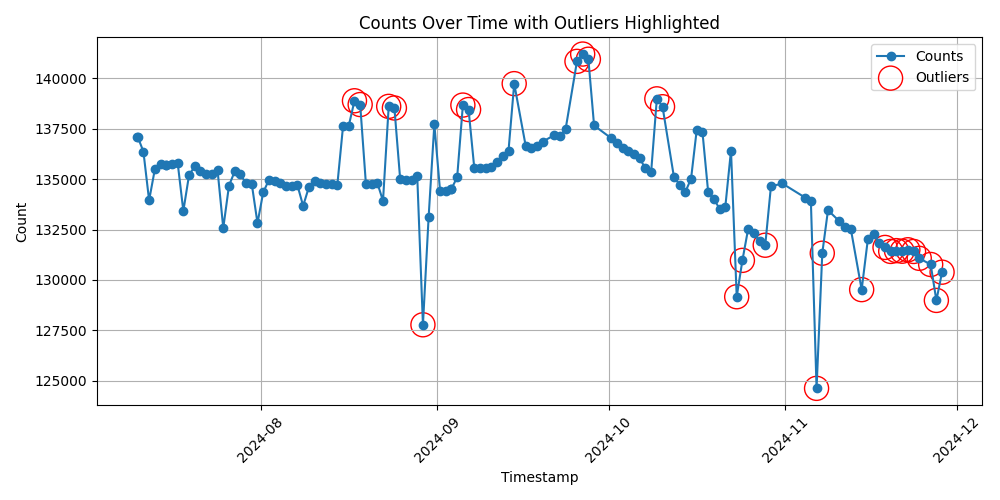 Counts Over Time with Outliers Highlighted
Counts
Outliers
140000
137500
135000
132500
130000
127500
125000
Count
2024-08
2024-09
2024-10
2024-11
2024-12
Timestamp